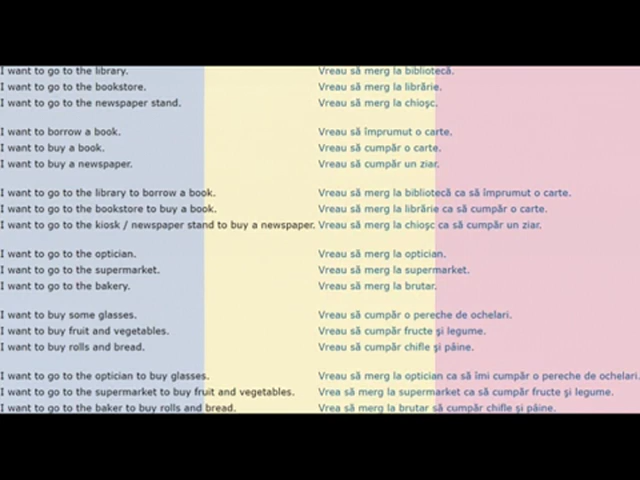 I want to go to the library. Vreau să merg la bibliotecă.
I want to go to the bookstore. Vreau să merg la librărie.
I want to go to the newspaper stand. Vreau să merg la chioşc.
I want to borrow a book. Vreau să împrumut o carte.
I want to buy a book. Vreau să cumpăr o carte.
I want to buy a newspaper. Vreau să cumpăr un ziar.
I want to go to the library to borrow a book. Vreau să merg la bibliotecă ca să împrumut o carte.
I want to go to the bookstore to buy a book. Vreau să merg la librărie ca să cumpăr o carte.
I want to go to the kiosk / newspaper stand to buy a newspaper. Vreau să merg la chioşc ca să cumpăr un ziar.
I want to go to the optician. Vreau să merg la optician.
I want to go to the supermarket. Vreau să merg la supermarket.
I want to go to the bakery. Vreau să merg la brutar.
I want to buy some glasses. Vreau să cumpăr o pereche de ochelari.
I want to buy fruit and vegetables. Vreau să cumpăr fructe şi legume.
I want to buy rolls and bread. Vreau să cumpăr chifle şi pâine.
I want to go to the optician to buy glasses. Vreau să merg la optician ca să îmi cumpăr o pereche de ochelari.
I want to go to the supermarket to buy fruit and vegetables. Vrea să merg la supermarket ca să cumpăr fructe şi legume.
I want to go to the baker to buy rolls and bread. Vrea să merg la brutar să cumpăr chifle şi pâine.